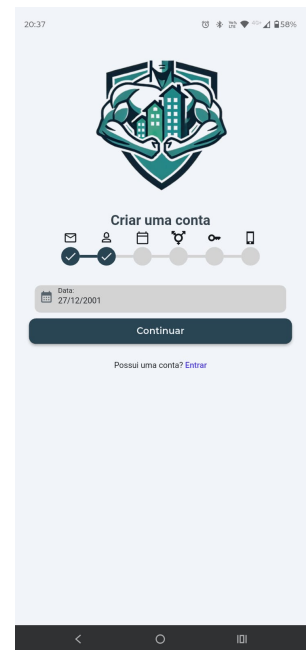 20:37
58%
Criar uma conta
Data:
27/12/2001
Continuar
Possui uma conta? Entrar